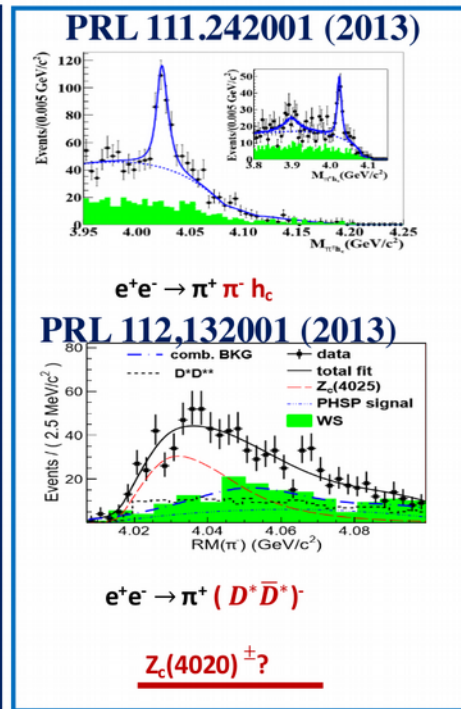 PRL 111.242001 (2013)
120
100
80
60
40
20
0
Events/(0.005 GeV/c²)
50
40
30
20
10
0
Events/(0.005 GeV/c²)
3.8 3.9 4.0 4.1
M π⁺h_c (GeV/c²)
3.95 4.00 4.05 4.10 4.15 4.20 4.25
M π⁺h_c (GeV/c²)
e⁺e⁻ → π⁺ π⁻ h_c
PRL 112,132001 (2013)
80
60
40
20
Events / ( 2.5 MeV/c²)
comb. BKG
D*D**
data
total fit
Z_c(4025)
PHSP signal
WS
4.02 4.04 4.06 4.08
RM(π⁻) (GeV/c²)
e⁺e⁻ → π⁺ ( D* D̅*)⁻
Z_c(4020) ±?